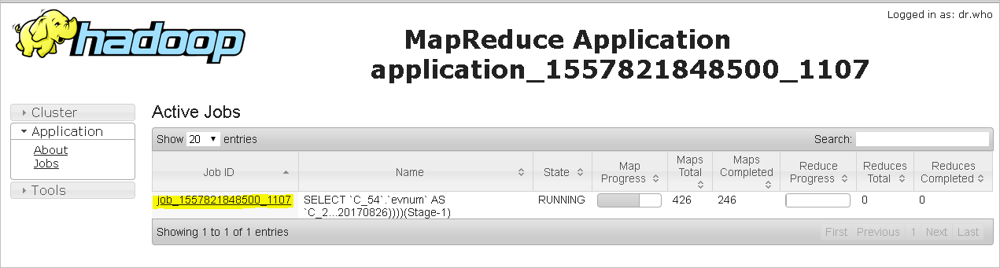 Logged in as: dr.who
hadoop
MapReduce Application
application_1557821848500_1107
Cluster
Application
About
Jobs
Tools
Active Jobs
Show 20 entries
Search:
Job ID
Name
State
Map Progress
Maps Total
Maps Completed
Reduce Progress
Reduces Total
Reduces Completed
job_1557821848500_1107
SELECT `C_54`.`evnum` AS
`C_2...20170826))))(Stage-1)
RUNNING
426
246
0
0
Showing 1 to 1 of 1 entries
First Previous 1 Next Last